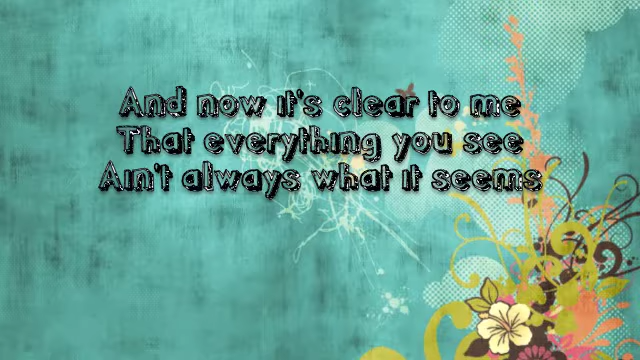 And now it's clear to me
That everything you see
Ain't always what it seems